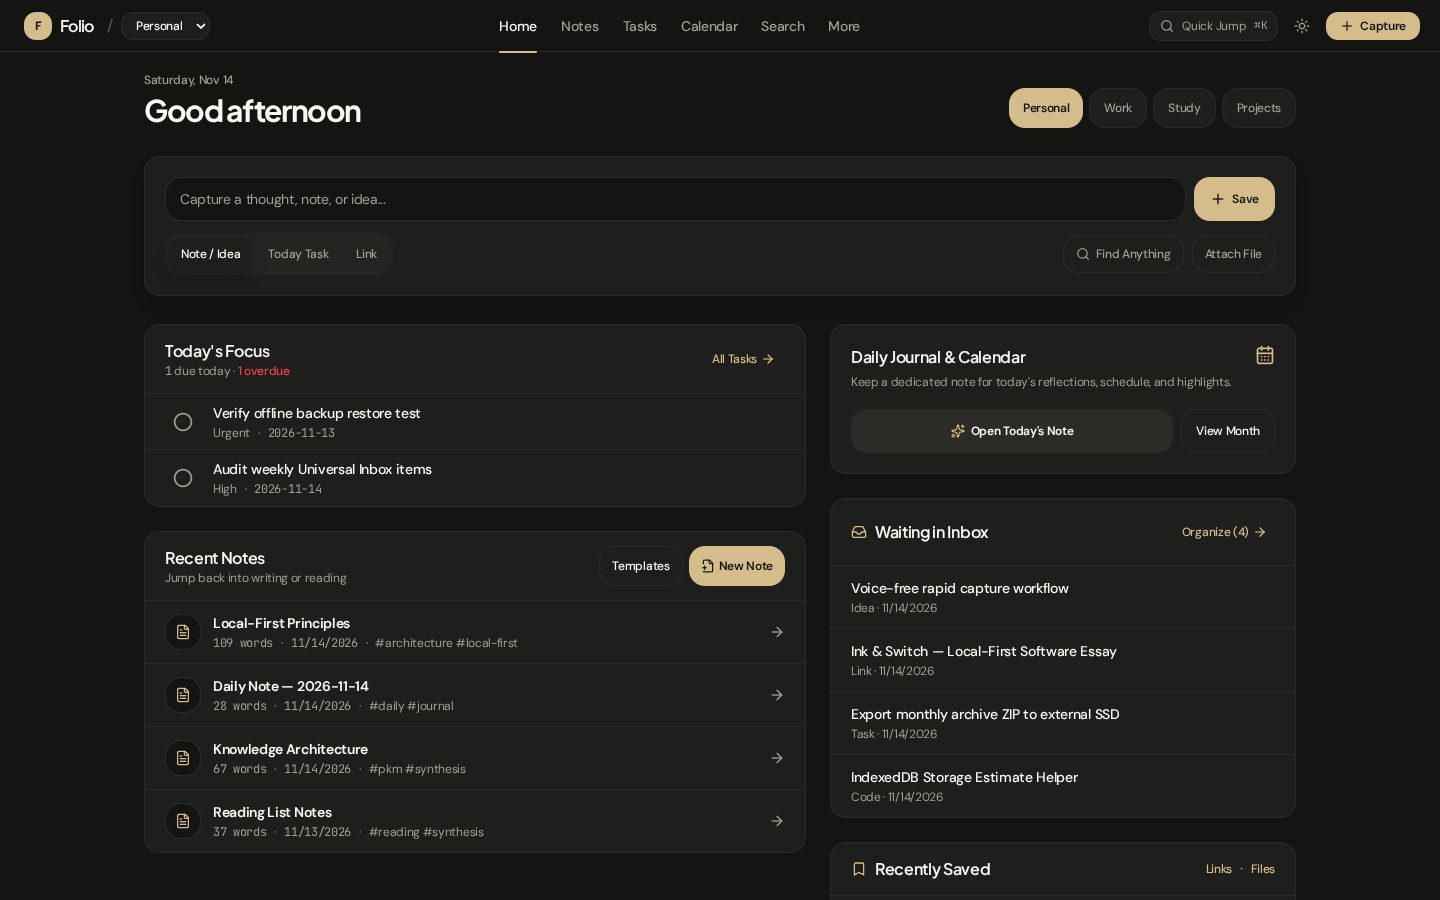 F Folio / Personal Home Notes Tasks Calendar Search More Quick Jump ⌘K Capture
Saturday, Nov 14
Good afternoon
Personal Work Study Projects
Capture a thought, note, or idea...
Save
Note / Idea Today Task Link Find Anything Attach File
Today's Focus
1 due today · 1 overdue
All Tasks
Verify offline backup restore test
Urgent · 2026-11-13
Audit weekly Universal Inbox items
High · 2026-11-14
Recent Notes
Jump back into writing or reading
Templates New Note
Local-First Principles
109 words · 11/14/2026 · #architecture #local-first
Daily Note — 2026-11-14
28 words · 11/14/2026 · #daily #journal
Knowledge Architecture
67 words · 11/14/2026 · #pkm #synthesis
Reading List Notes
37 words · 11/13/2026 · #reading #synthesis
Daily Journal & Calendar
Keep a dedicated note for today's reflections, schedule, and highlights.
Open Today's Note View Month
Waiting in Inbox Organize (4)
Voice-free rapid capture workflow
Idea · 11/14/2026
Ink & Switch — Local-First Software Essay
Link · 11/14/2026
Export monthly archive ZIP to external SSD
Task · 11/14/2026
IndexedDB Storage Estimate Helper
Code · 11/14/2026
Recently Saved Links · Files